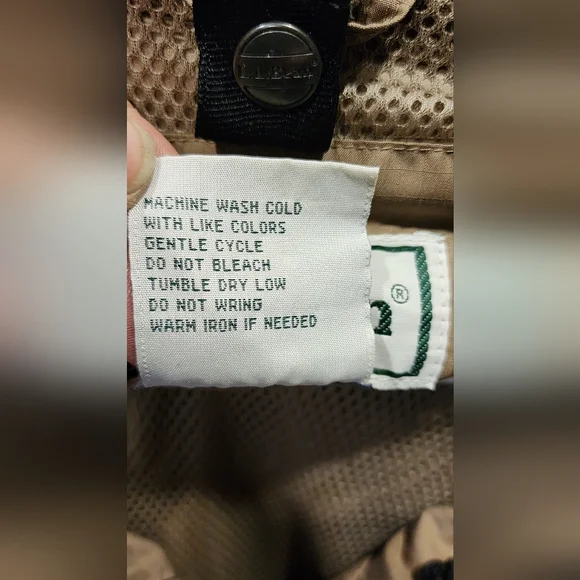 L.L.Bean®
MACHINE WASH COLD
WITH LIKE COLORS
GENTLE CYCLE
DO NOT BLEACH
TUMBLE DRY LOW
DO NOT WRING
WARM IRON IF NEEDED
n®